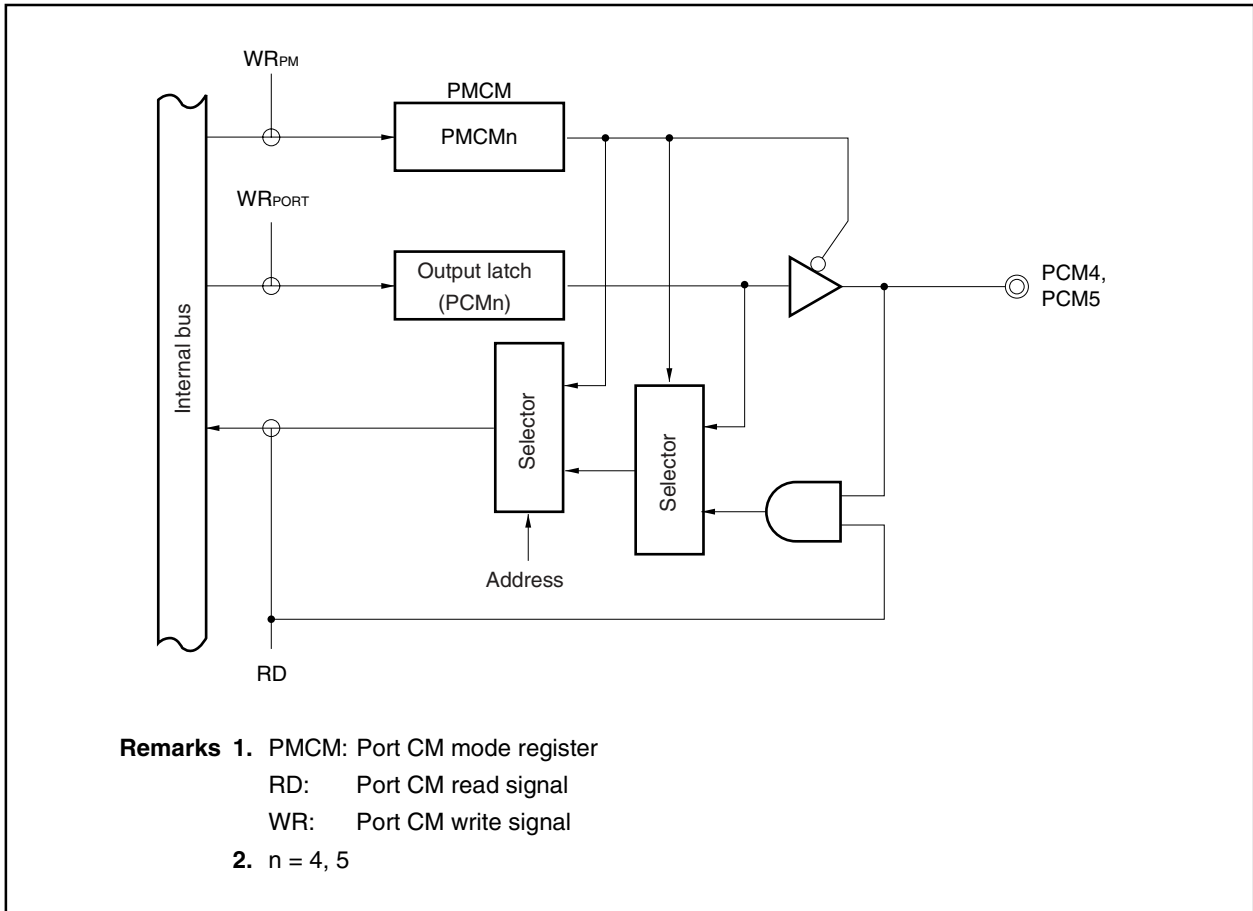 WRPM
PMCM
PMCMn
WRPORT
Output latch
(PCMn)
PCM4,
PCM5
Internal bus
Selector
Selector
Address
RD
Remarks 1. PMCM: Port CM mode register
RD: Port CM read signal
WR: Port CM write signal
2. n = 4, 5